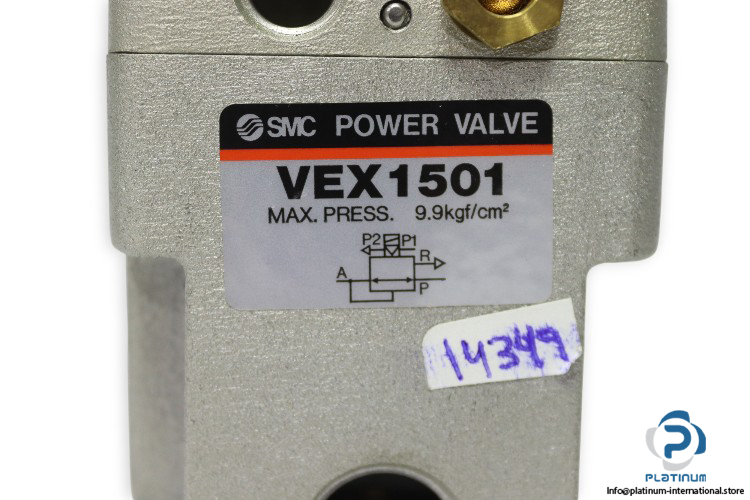 SMC POWER VALVE
VEX1501
MAX. PRESS. 9.9kgf/cm²
P2 P1
R
A
P
14349
PLATINUM
Info@platinum-international.store